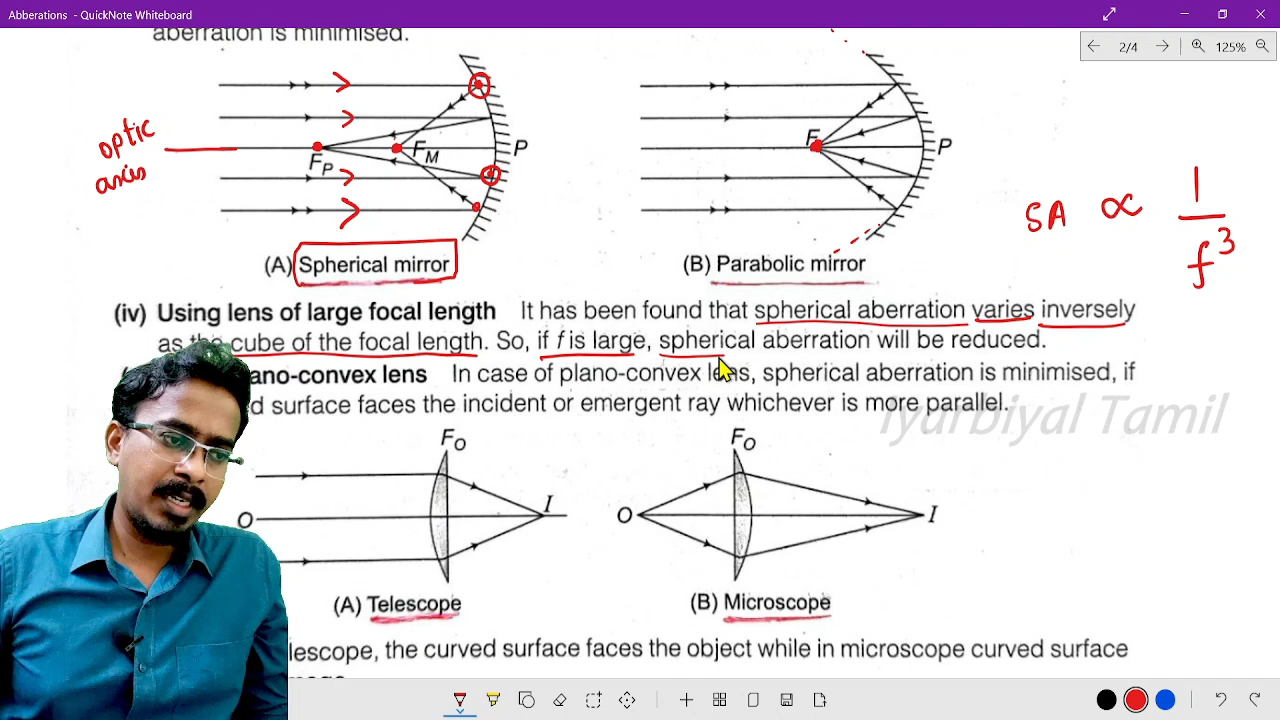 Abberations - QuickNote Whiteboard
aberration is minimised.
2/4
125%
optic
axis
FP
FM
P
F
P
SA ∝ 1/f³
(A) Spherical mirror
(B) Parabolic mirror
(iv) Using lens of large focal length It has been found that spherical aberration varies inversely
as the cube of the focal length. So, if f is large, spherical aberration will be reduced.
ano-convex lens In case of plano-convex lens, spherical aberration is minimised, if
d surface faces the incident or emergent ray whichever is more parallel.
Iyarbiyal Tamil
FO
FO
O
I
O
I
(A) Telescope
(B) Microscope
lescope, the curved surface faces the object while in microscope curved surface